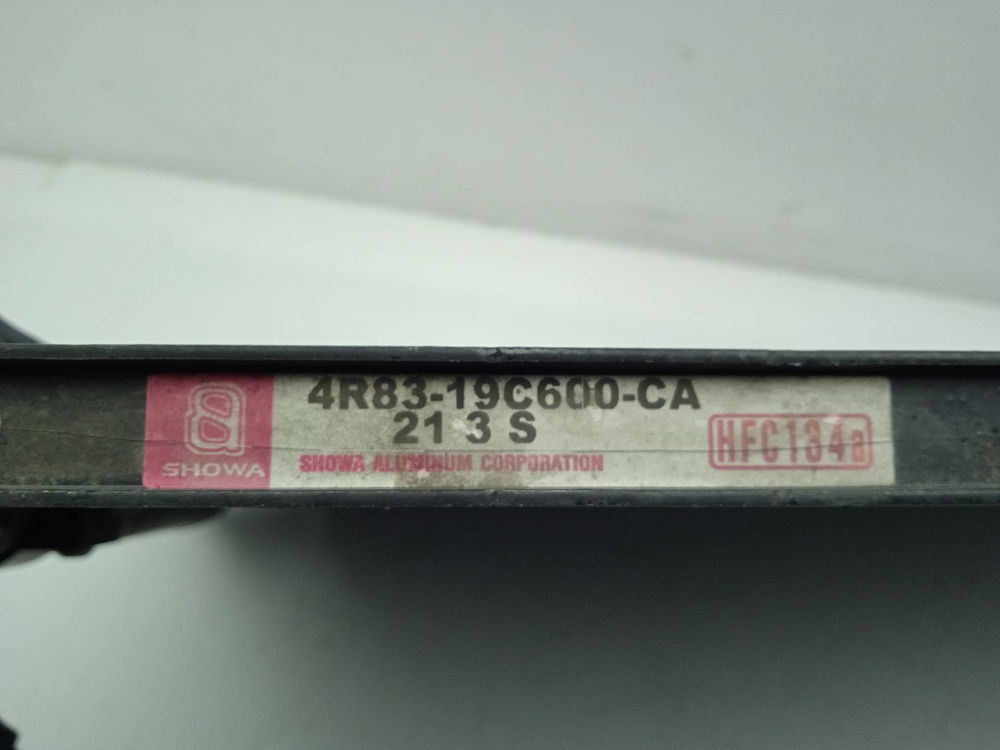 4R83-19C600-CA
21 3 S
SHOWA
SHOWA ALUMINUM CORPORATION
HFC134a